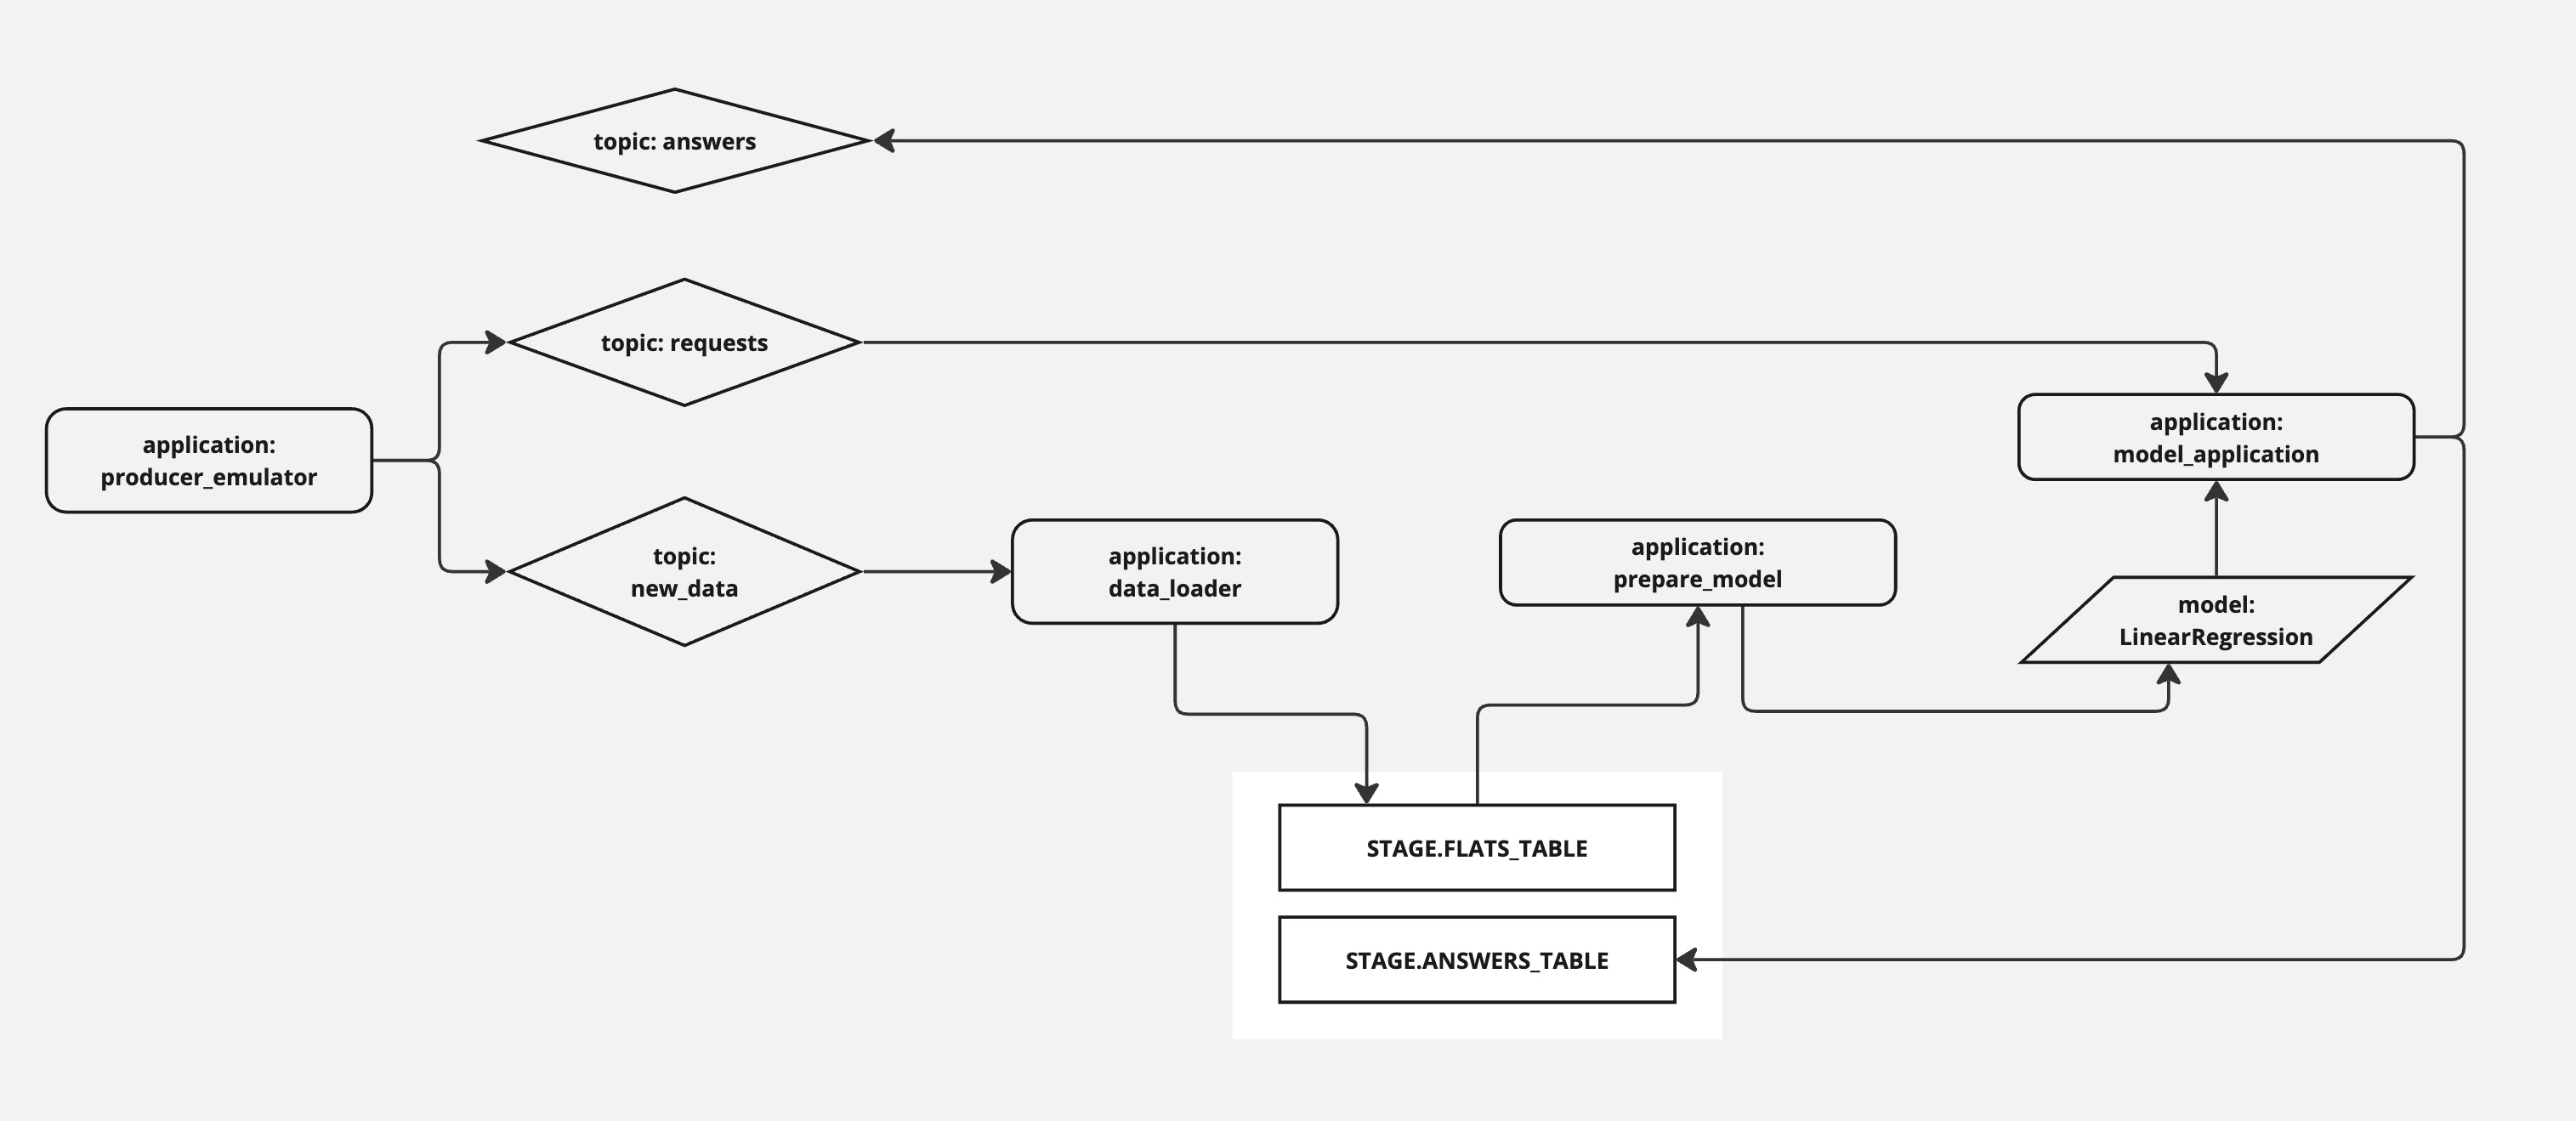 topic: answers
topic: requests
application:
producer_emulator
topic:
new_data
application:
data_loader
application:
prepare_model
application:
model_application
model:
LinearRegression
STAGE.FLATS_TABLE
STAGE.ANSWERS_TABLE